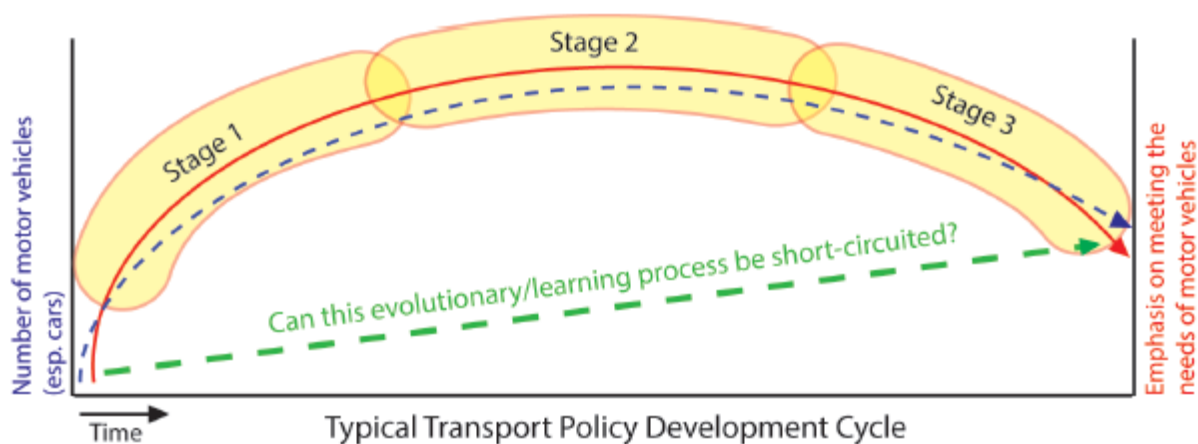 Stage 1
Stage 2
Stage 3
Number of motor vehicles
(esp. cars)
Emphasis on meeting the
needs of motor vehicles
Can this evolutionary/learning process be short-circuited?
Time
Typical Transport Policy Development Cycle